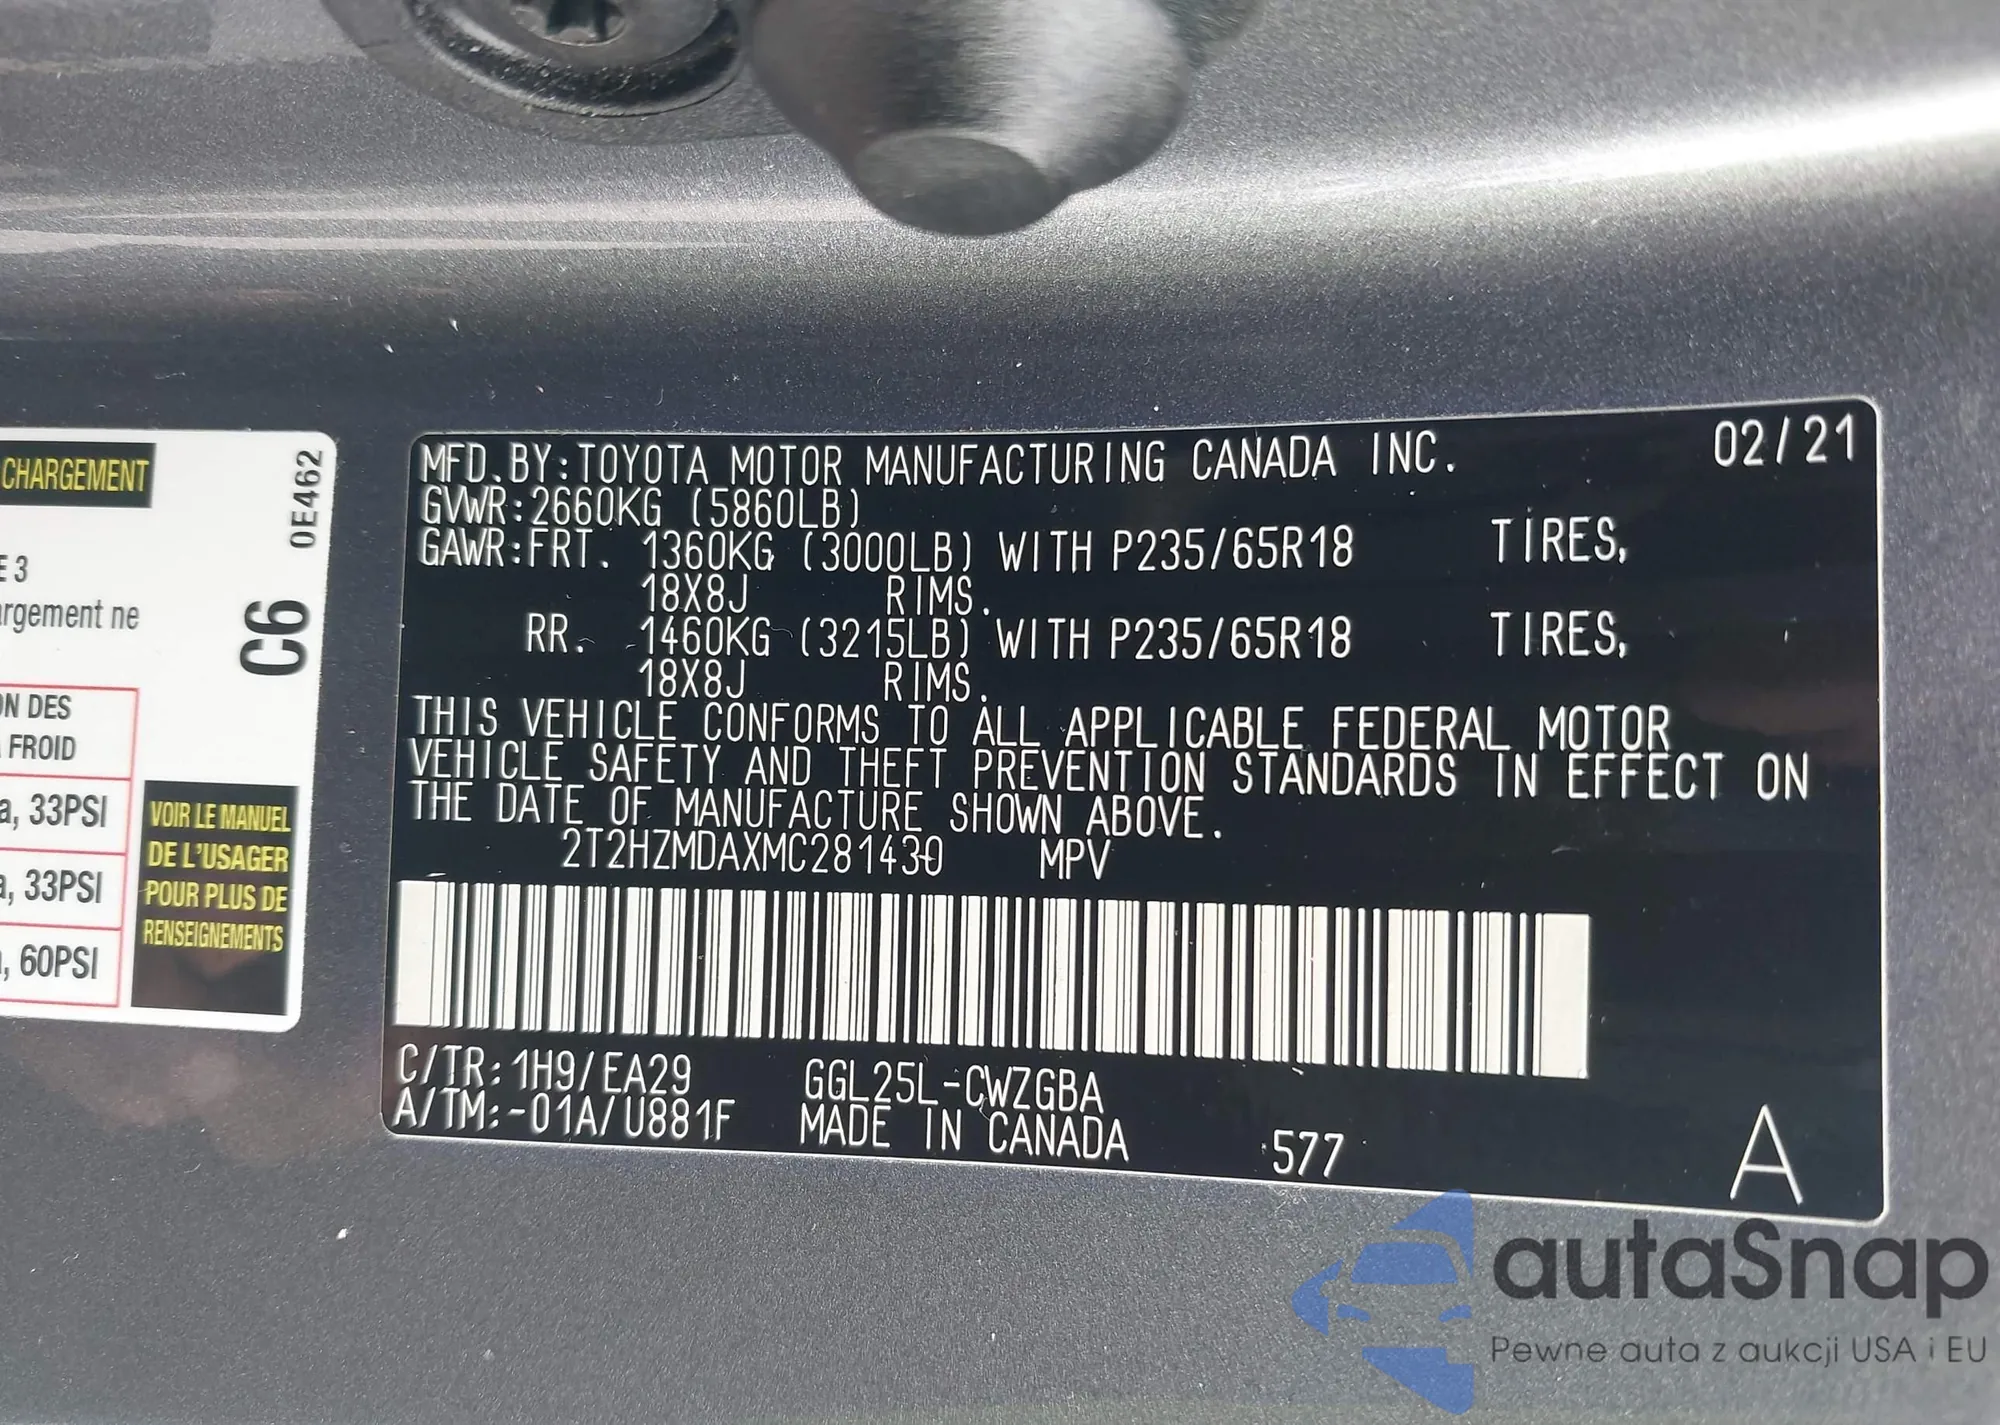 CHARGEMENT
0E462
E 3
argement ne
C6
ON DES
FROID
a, 33PSI
a, 33PSI
, 60PSI
VOIR LE MANUEL
DE L'USAGER
POUR PLUS DE
RENSEIGNEMENTS
MFD.BY:TOYOTA MOTOR MANUFACTURING CANADA INC. 02/21
GVWR:2660KG (5860LB)
GAWR:FRT. 1360KG (3000LB) WITH P235/65R18 TIRES,
18X8J RIMS.
RR. 1460KG (3215LB) WITH P235/65R18 TIRES,
18X8J RIMS.
THIS VEHICLE CONFORMS TO ALL APPLICABLE FEDERAL MOTOR
VEHICLE SAFETY AND THEFT PREVENTION STANDARDS IN EFFECT ON
THE DATE OF MANUFACTURE SHOWN ABOVE.
2T2HZMDAXMC281430 MPV
C/TR:1H9/EA29 GGL25L-CWZGBA
A/TM:-01A/U881F MADE IN CANADA 577 A
autaSnap
Pewne auta z aukcji USA i EU